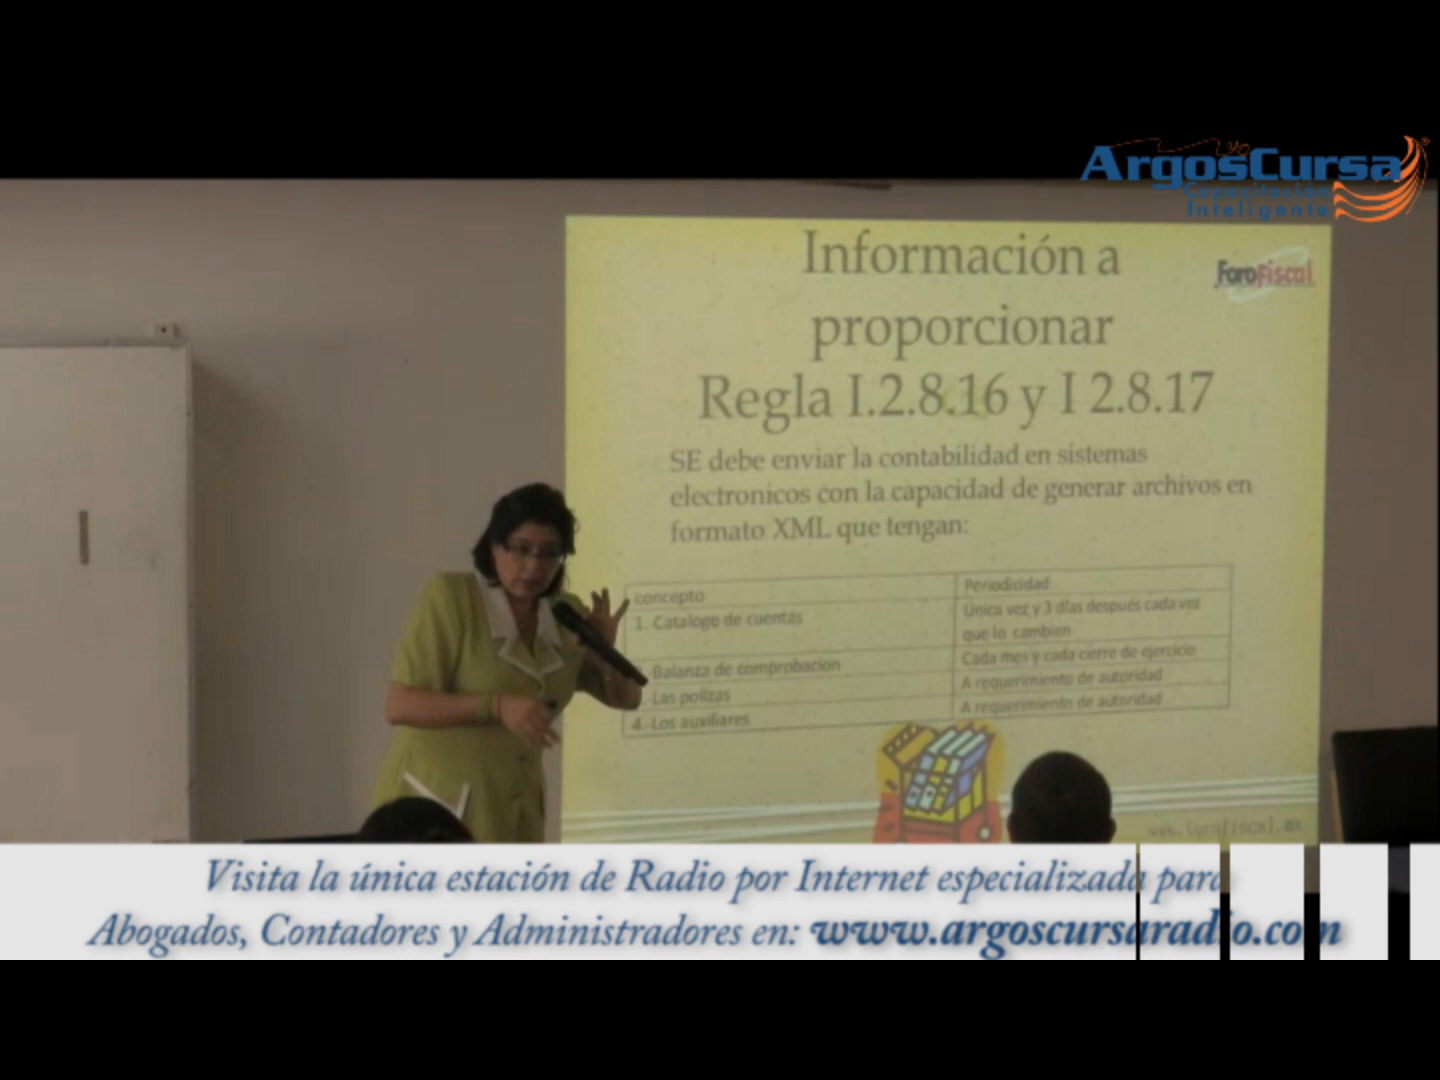 ArgosCursa
Capacitación
Inteligente
Información a
proporcionar
Regla I.2.8.16 y I 2.8.17
ForoFiscal
SE debe enviar la contabilidad en sistemas
electronicos con la capacidad de generar archivos en
formato XML que tengan:
concepto
Periodicidad
1. Catalogo de cuentas
Única vez y 3 días después cada vez
que lo cambien
Balanza de comprobacion
Cada mes y cada cierre de ejercicio
Las polizas
A requerimiento de autoridad
4. Los auxiliares
A requerimiento de autoridad
www.forofiscal.mx
Visita la única estación de Radio por Internet especializada para
Abogados, Contadores y Administradores en: www.argoscursaradio.com